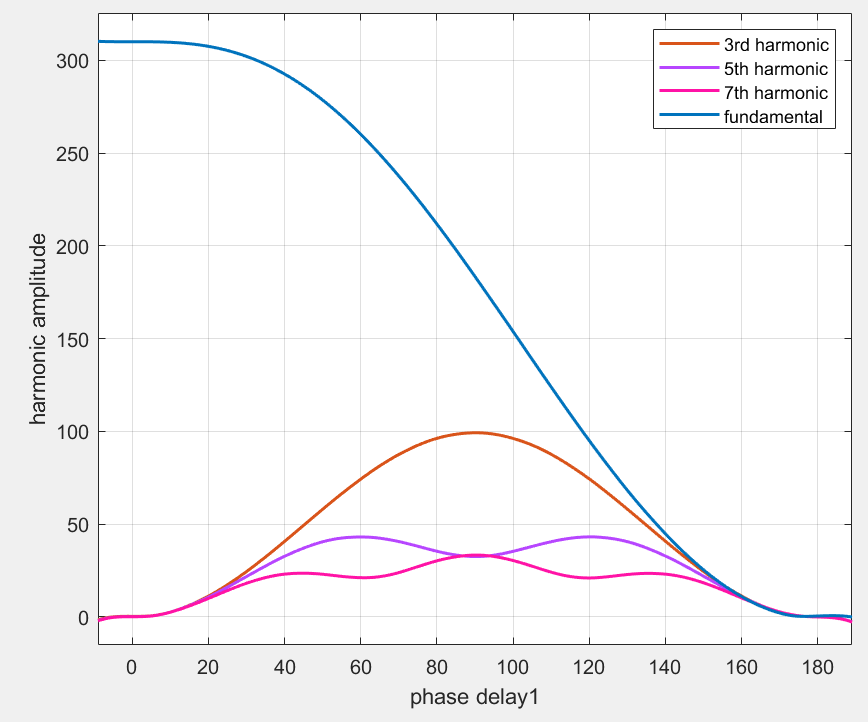 3rd harmonic
5th harmonic
7th harmonic
fundamental
300
250
200
150
100
50
0
harmonic amplitude
0 20 40 60 80 100 120 140 160 180
phase delay1